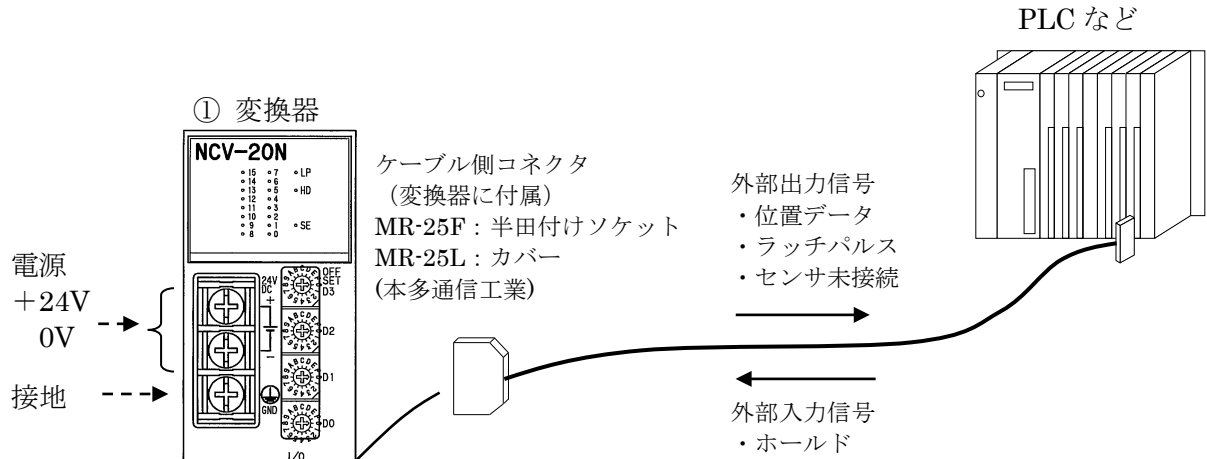 PLC など
① 変換器
NCV-20N
15 7 LP
14 6
13 5 HD
12 4
11 3
10 2
9 1 SE
8 0
ケーブル側コネクタ
（変換器に付属）
MR-25F：半田付けソケット
MR-25L：カバー
(本多通信工業)
外部出力信号
・位置データ
・ラッチパルス
・センサ未接続
電源
＋24V
0V
接地
24V
DC
+
−
GND
OFF
SET
D3
D2
D1
D0
I/O
外部入力信号
・ホールド